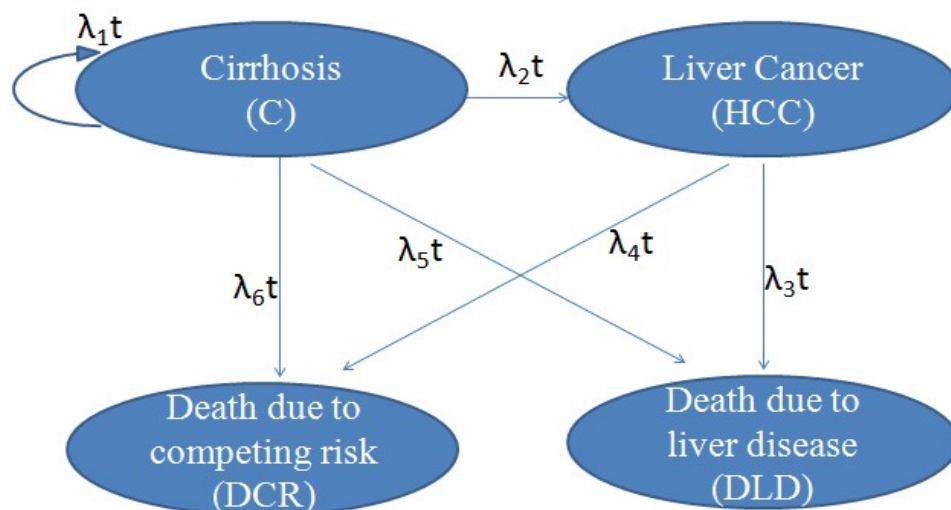 λ₁t
Cirrhosis
(C)
λ₂t
Liver Cancer
(HCC)
λ₆t
λ₅t
λ₄t
λ₃t
Death due to
competing risk
(DCR)
Death due to
liver disease
(DLD)